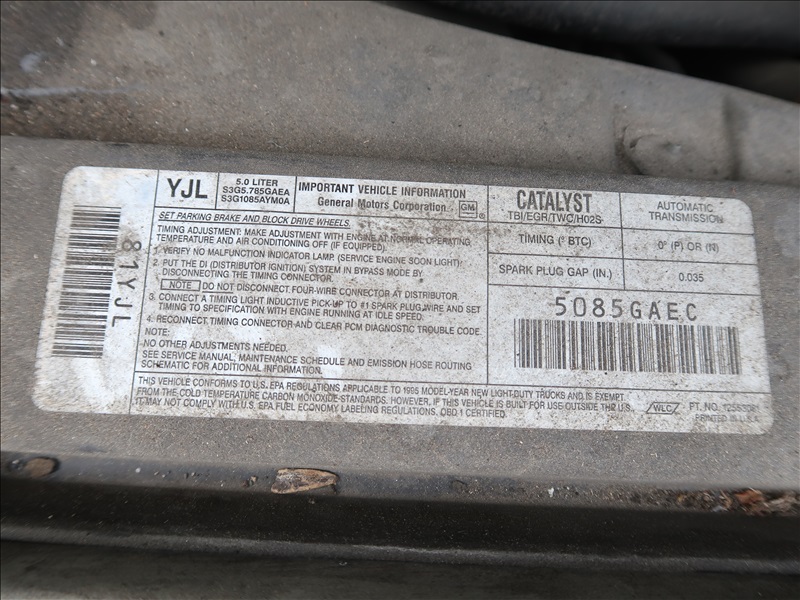 81YJL
YJL
5.0 LITER
S3G5.785GAEA
S3G1085AYM0A
IMPORTANT VEHICLE INFORMATION
General Motors Corporation GM ®
CATALYST
TBI/EGR/TWC/HO2S
AUTOMATIC
TRANSMISSION
SET PARKING BRAKE AND BLOCK DRIVE WHEELS.
TIMING ADJUSTMENT: MAKE ADJUSTMENT WITH ENGINE AT NORMAL OPERATING
TEMPERATURE AND AIR CONDITIONING OFF (IF EQUIPPED).
1. VERIFY NO MALFUNCTION INDICATOR LAMP. (SERVICE ENGINE SOON LIGHT)
2. PUT THE DI (DISTRIBUTOR IGNITION) SYSTEM IN BYPASS MODE BY
DISCONNECTING THE TIMING CONNECTOR.
NOTE DO NOT DISCONNECT FOUR-WIRE CONNECTOR AT DISTRIBUTOR.
3. CONNECT A TIMING LIGHT INDUCTIVE PICK-UP TO #1 SPARK PLUG WIRE AND SET
TIMING TO SPECIFICATION WITH ENGINE RUNNING AT IDLE SPEED.
4. RECONNECT TIMING CONNECTOR AND CLEAR PCM DIAGNOSTIC TROUBLE CODE.
NOTE:
NO OTHER ADJUSTMENTS NEEDED.
SEE SERVICE MANUAL, MAINTENANCE SCHEDULE AND EMISSION HOSE ROUTING
SCHEMATIC FOR ADDITIONAL INFORMATION.
TIMING (° BTC)
0° (P) OR (N)
SPARK PLUG GAP (IN.)
0.035
5085GAEC
THIS VEHICLE CONFORMS TO U.S. EPA REGULATIONS APPLICABLE TO 1995 MODEL-YEAR NEW LIGHT-DUTY TRUCKS AND IS EXEMPT
FROM THE COLD TEMPERATURE CARBON MONOXIDE STANDARDS. HOWEVER, IF THIS VEHICLE IS BUILT FOR USE OUTSIDE THE U.S.,
IT MAY NOT COMPLY WITH U.S. EPA FUEL ECONOMY LABELING REGULATIONS. OBD 1 CERTIFIED.
WLC
PT. NO.
PRINTED IN U.S.A.